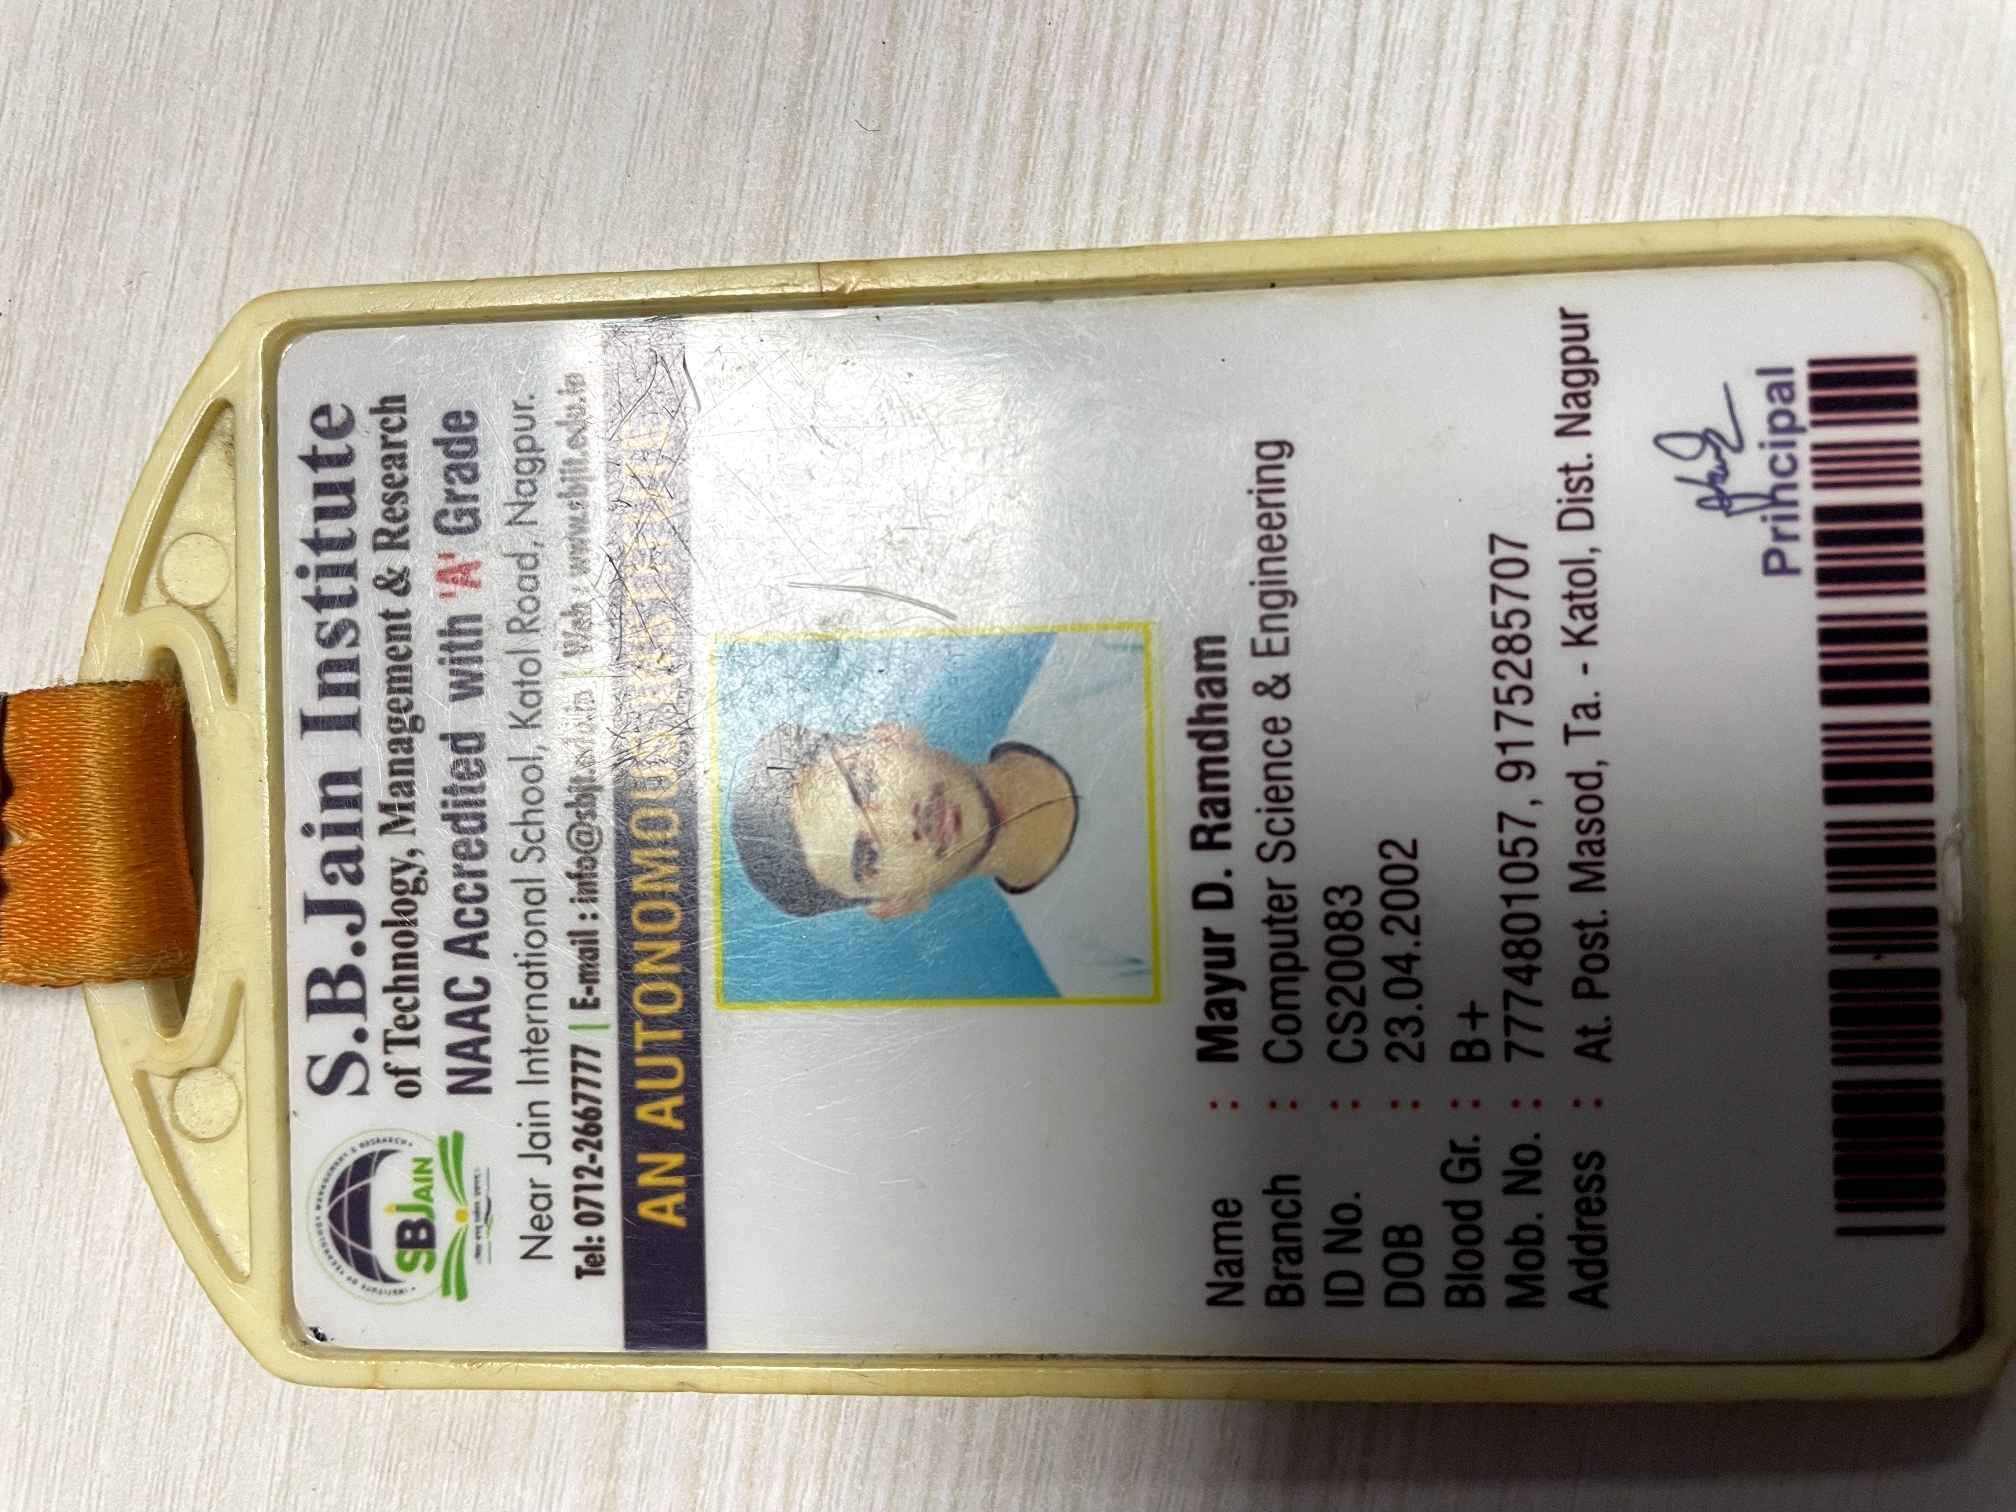 S.B.Jain Institute
of Technology, Management & Research
NAAC Accredited with 'A' Grade
Near Jain International School, Katol Road, Nagpur.
Tel: 0712-2667777 | E-mail : info@sbjit.edu.in | Web : www.sbjit.edu.in
AN AUTONOMOUS INSTITUTE
SBJAIN
Name : Mayur D. Ramdham
Branch : Computer Science & Engineering
ID No. : CS20083
DOB : 23.04.2002
Blood Gr. : B+
Mob. No. : 7774801057, 9175285707
Address : At. Post. Masod, Ta. - Katol, Dist. Nagpur
Principal